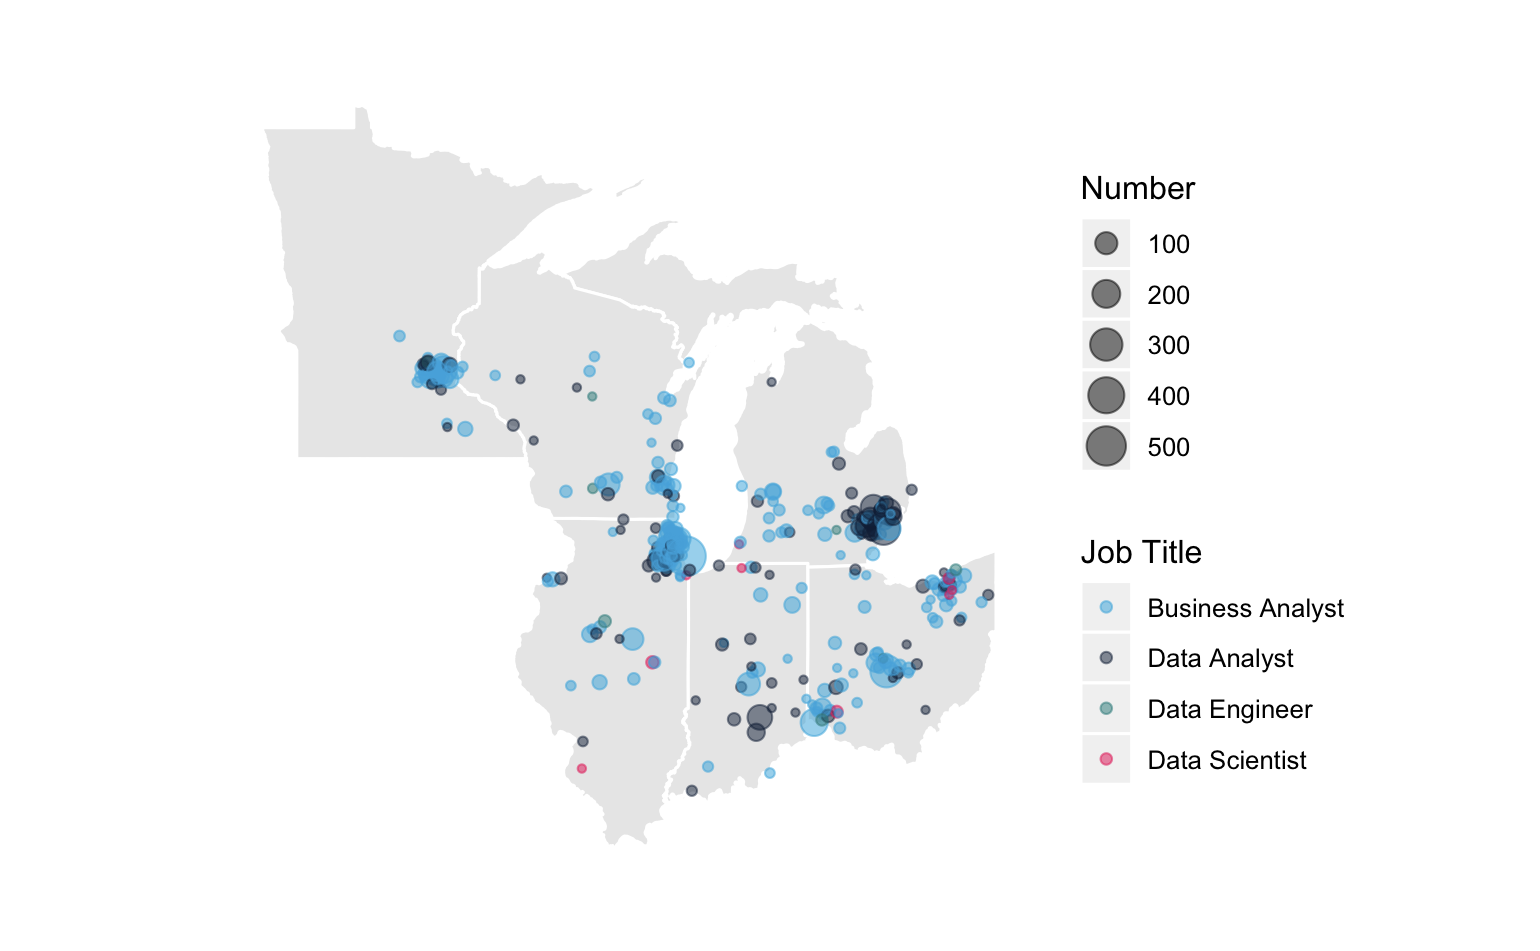 Number
100
200
300
400
500
Job Title
Business Analyst
Data Analyst
Data Engineer
Data Scientist